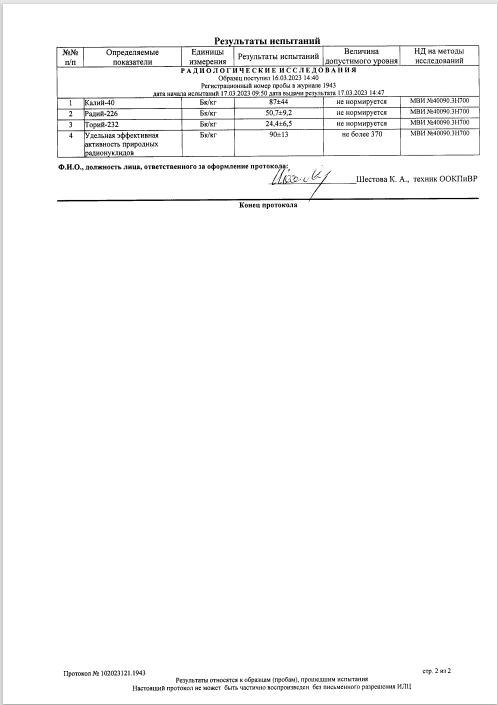 Результаты испытаний
№№ п/п Определяемые показатели Единицы измерения Результаты испытаний Величина допустимого уровня НД на методы исследований
РАДИОЛОГИЧЕСКИЕ ИССЛЕДОВАНИЯ
Образец поступил 16.03.2023 14:40
Регистрационный номер пробы в журнале 1943
дата начала испытаний 17.03.2023 09:50 дата выдачи результата 17.03.2023 14:47
1 Калий-40 Бк/кг 87±44 не нормируется МВИ №40090.3Н700
2 Радий-226 Бк/кг 50,7±9,2 не нормируется МВИ №40090.3Н700
3 Торий-232 Бк/кг 24,4±6,5 не нормируется МВИ №40090.3Н700
4 Удельная эффективная активность природных радионуклидов Бк/кг 90±13 не более 370 МВИ №40090.3Н700
Ф.И.О., должность лица, ответственного за оформление протокола:
Шестова К. А., техник ООКПиВР
Конец протокола
Протокол № 102023121.1943 стр. 2 из 2
Результаты относятся к образцам (пробам), прошедшим испытания
Настоящий протокол не может быть частично воспроизведен без письменного разрешения ИЛЦ